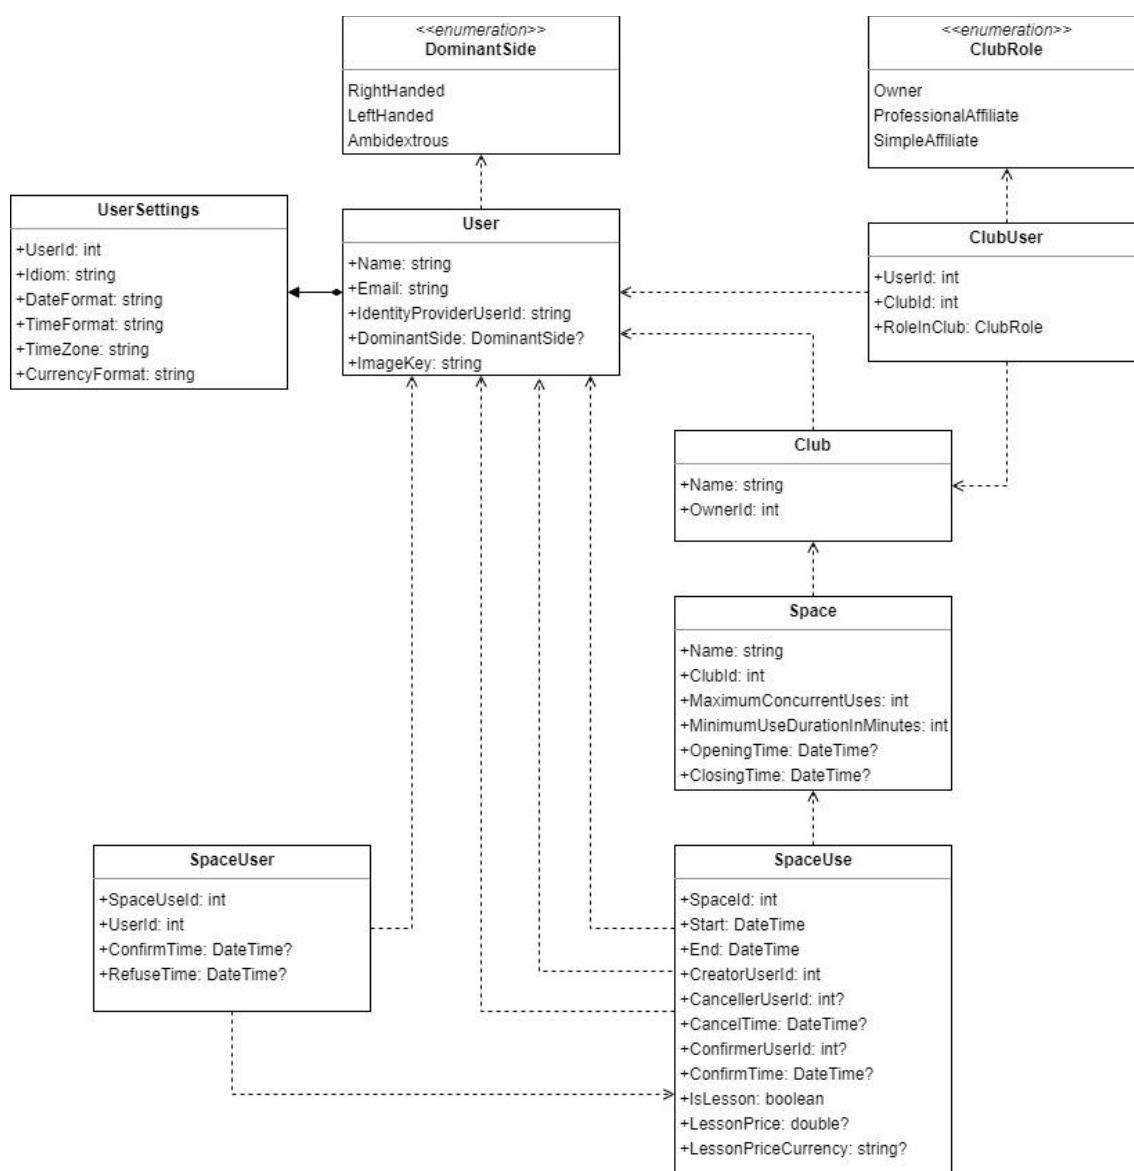 <<enumeration>>
DominantSide
RightHanded
LeftHanded
Ambidextrous
<<enumeration>>
ClubRole
Owner
ProfessionalAffiliate
SimpleAffiliate
UserSettings
+UserId: int
+Idiom: string
+DateFormat: string
+TimeFormat: string
+TimeZone: string
+CurrencyFormat: string
User
+Name: string
+Email: string
+IdentityProviderUserId: string
+DominantSide: DominantSide?
+ImageKey: string
ClubUser
+UserId: int
+ClubId: int
+RoleInClub: ClubRole
Club
+Name: string
+OwnerId: int
Space
+Name: string
+ClubId: int
+MaximumConcurrentUses: int
+MinimumUseDurationInMinutes: int
+OpeningTime: DateTime?
+ClosingTime: DateTime?
SpaceUser
+SpaceUseId: int
+UserId: int
+ConfirmTime: DateTime?
+RefuseTime: DateTime?
SpaceUse
+SpaceId: int
+Start: DateTime
+End: DateTime
+CreatorUserId: int
+CancellerUserId: int?
+CancelTime: DateTime?
+ConfirmerUserId: int?
+ConfirmTime: DateTime?
+IsLesson: boolean
+LessonPrice: double?
+LessonPriceCurrency: string?